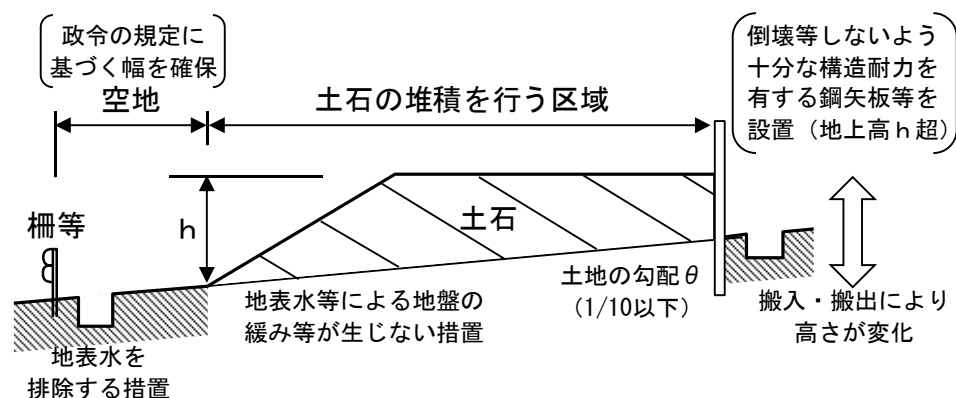 政令の規定に
基づく幅を確保
空地
土石の堆積を行う区域
倒壊等しないよう
十分な構造耐力を
有する鋼矢板等を
設置（地上高ｈ超）
柵等
ｈ
土石
土地の勾配θ
（1/10以下）
地表水等による地盤の
緩み等が生じない措置
搬入・搬出により
高さが変化
地表水を
排除する措置